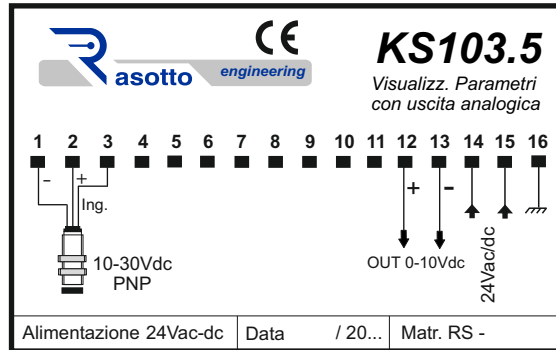 Rasotto
engineering
CE
KS103.5
Visualizz. Parametri
con uscita analogica
1 2 3 4 5 6 7 8 9 10 11 12 13 14 15 16
- + + -
Ing.
10-30Vdc
PNP
OUT 0-10Vdc
24Vac/dc
Alimentazione 24Vac-dc Data / 20... Matr. RS -